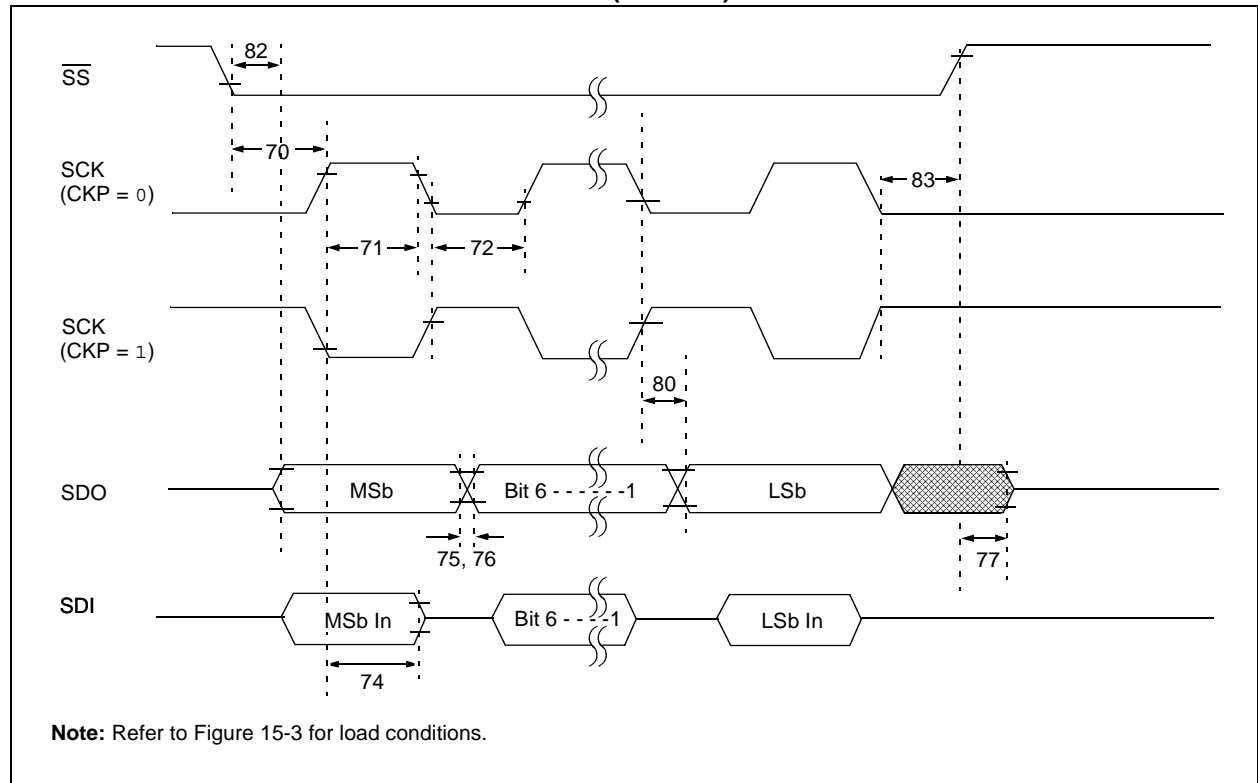 82
SS
70
SCK
(CKP = 0)
83
71
72
SCK
(CKP = 1)
80
SDO
MSb
Bit 6 - - - - - -1
LSb
75, 76
77
SDI
MSb In
Bit 6 - - - - -1
LSb In
74
Note: Refer to Figure 15-3 for load conditions.